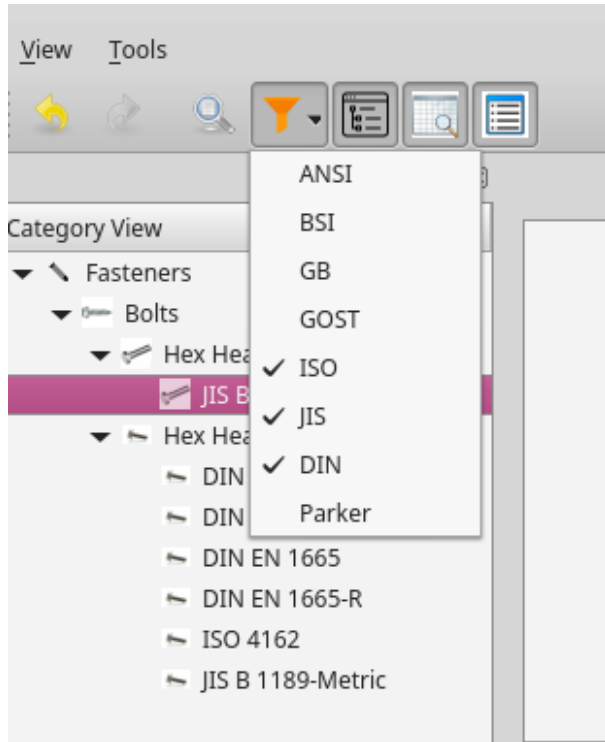 View Tools
ANSI
BSI
GB
GOST
ISO
JIS
DIN
Parker
Category View
Fasteners
Bolts
Hex Hea
JIS B
Hex Hea
DIN
DIN
DIN EN 1665
DIN EN 1665-R
ISO 4162
JIS B 1189-Metric